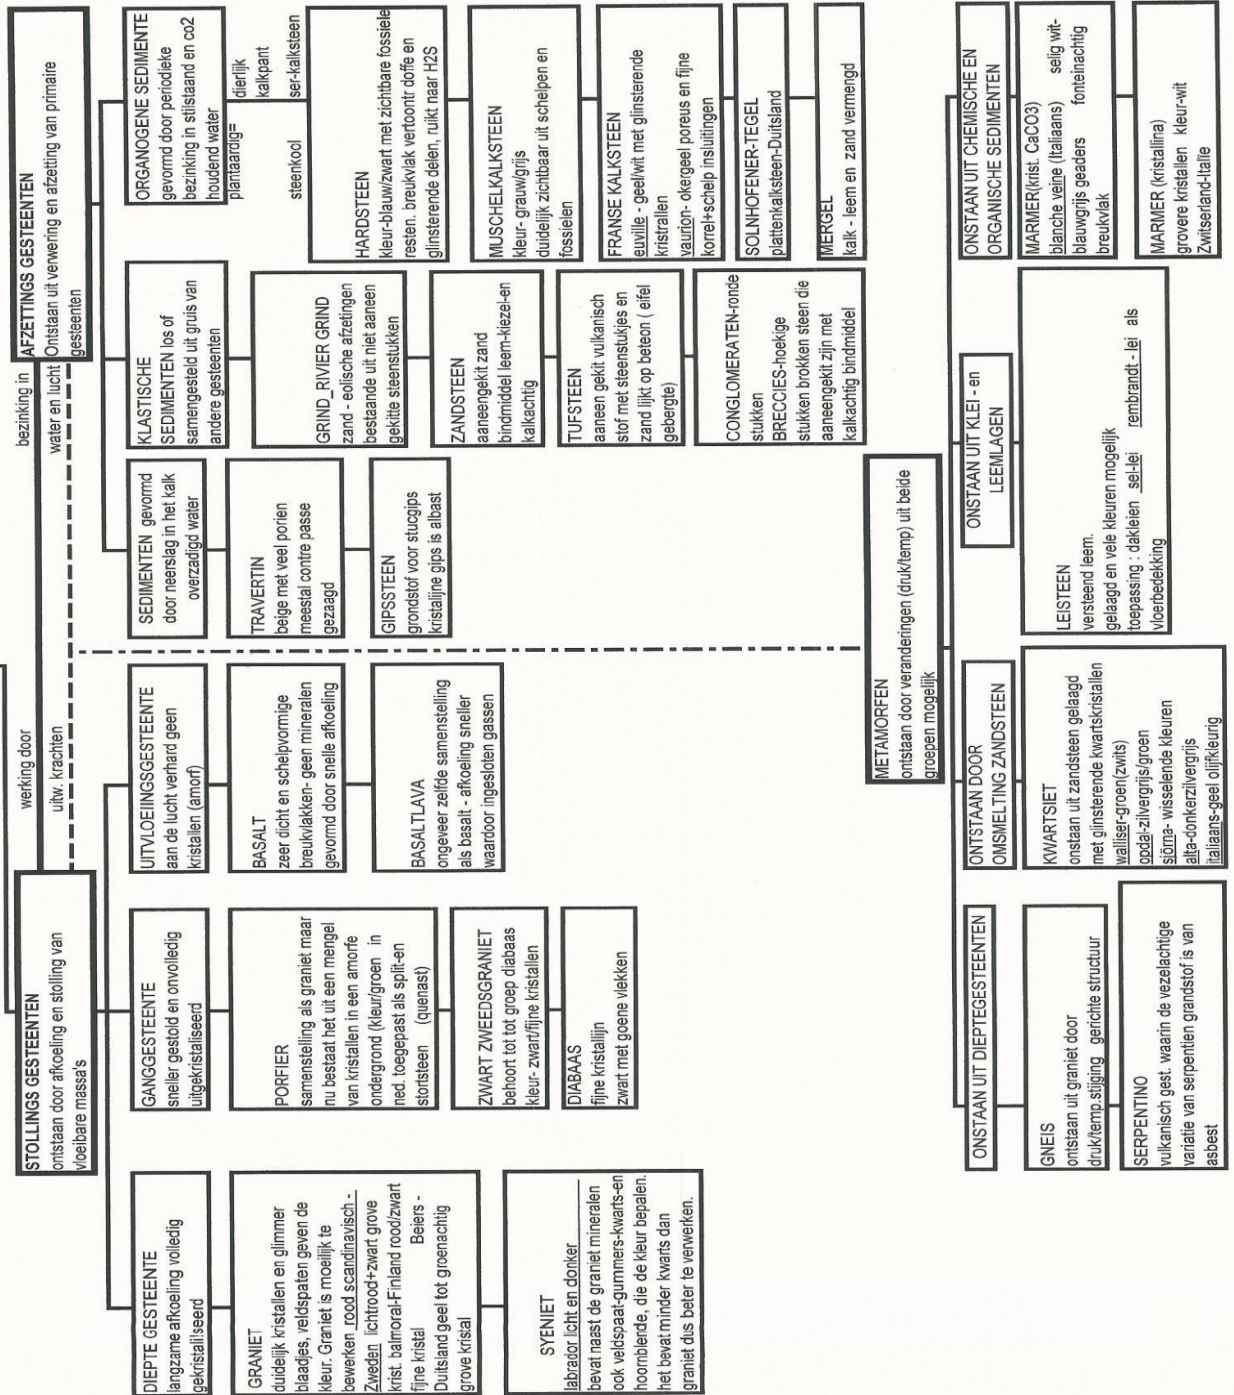 werking door
bezinking in
uitw. krachten
water en lucht
STOLLINGS GESTEENTEN
ontstaan door afkoeling en stolling van
vloeibare massa's
AFZETTINGS GESTEENTEN
Ontstaan uit verwering en afzetting van primaire
gesteenten
DIEPTE GESTEENTE
langzame afkoeling volledig
gekristaliseerd
GRANIET
duidelijk kristallen en glimmer
blaadjes, veldspaten geven de
kleur. Graniet is moeilijk te
bewerken rood scandinavisch -
Zweden lichtrood+zwart grove
krist. balmoral-Finland rood/zwart
fijne kristal Beiers -
Duitsland geel tot groenachtig
grove kristal
SYENIET
labrador licht en donker
bevat naast de graniet mineralen
ook veldspaat-gummers-kwarts-en
hoornblende, die de kleur bepalen.
het bevat minder kwarts dan
graniet dus beter te verwerken.
GANGGESTEENTE
sneller gestold en onvolledig
uitgekristaliseerd
PORFIER
samenstelling als graniet maar
nu bestaat het uit een mengel
van kristallen in een amorfe
ondergrond (kleur/groen in
ned. toegepast als split-en
stortsteen (quenast)
ZWART ZWEEDSGRANIET
behoort tot tot groep diabaas
kleur- zwart/fijne kristallen
DIABAAS
fijne kristallijn
zwart met goene vlekken
UITVLOEIINGSGESTEENTE
aan de lucht verhard geen
kristallen (amorf)
BASALT
zeer dicht en schelpvormige
breukvlakken- geen mineralen
gevormd door snelle afkoeling
BASALTLAVA
ongeveer zelfde samenstelling
als basalt - afkoeling sneller
waardoor ingesloten gassen
SEDIMENTEN gevormd
door neerslag in het kalk
overzadigd water
TRAVERTIN
beige met veel porien
meestal contre passe
gezaagd
GIPSSTEEN
grondstof voor stucgips
kristalijne gips is albast
KLASTISCHE
SEDIMENTEN los of
samengesteld uit gruis van
andere gesteenten
GRIND_RIVIER GRIND
zand - eolische afzetingen
bestaande uit niet aaneen
gekitte steenstukken
ZANDSTEEN
aaneengekit zand
bindmiddel leem-kiezel-en
kalkachtig
TUFSTEEN
aaneen gekit vulkanisch
stof met steenstukjes en
zand lijkt op beteon ( eifel
gebergte)
CONGLOMERATEN-ronde
stukken
BRECCIES-hoekige
stukken brokken steen die
aaneengekit zijn met
kalkachtig bindmiddel
ORGANOGENE SEDIMENTE
gevormd door periodieke
bezinking in stilstaand en co2
houdend water
plantaardig= dierlijk
kalkpant
steenkool ser-kalksteen
HARDSTEEN
kleur-blauw/zwart met zichtbare fossiele
resten. breukvlak vertoontr doffe en
glinsterende delen, ruikt naar H2S
MUSCHELKALKSTEEN
kleur- grauw/grijs
duidelijk zichtbaar uit schelpen en
fossielen
FRANSE KALKSTEEN
euville - geel/wit met glinsterende
kristrallen
vaurion- okergeel poreus en fijne
korrel+schelp insluitingen
SOLNHOFENER-TEGEL
plattenkalksteen-Duitsland
MERGEL
kalk - leem en zand vermengd
METAMORFEN
ontstaan door veranderingen (druk/temp) uit beide
groepen mogelijk
ONSTAAN UIT DIEPTEGESTEENTEN
GNEIS
ontstaan uit graniet door
druk/temp.stijging gerichte structuur
SERPENTINO
vulkanisch gest. waarin de vezelachtige
variatie van serpentien grandstof is van
asbest
ONTSTAAN DOOR
OMSMELTING ZANDSTEEN
KWARTSIET
onstaan uit zandsteen gelaagd
met glinsterende kwartskristallen
walliser-groen(zwits)
opdal-zilvergrijs/groen
siörna- wisselende kleuren
alta-donkerzilvergrijs
italiaans-geel olijfkleurig
ONSTAAN UIT KLEI - en
LEEMLAGEN
LEISTEEN
versteend leem.
gelaagd en vele kleuren mogelijk
toepassing : dakleien sel-lei rembrandt - lei als
vloerbedekking
ONSTAAN UIT CHEMISCHE EN
ORGANISCHE SEDIMENTEN
MARMER(krist. CaCO3)
blanche veine (Italiaans) selig wit-
blauwgrijs geaders fonteinachtig
breukvlak
MARMER (kristallina)
grovere kristallen kleur-wit
Zwitserland-Italie